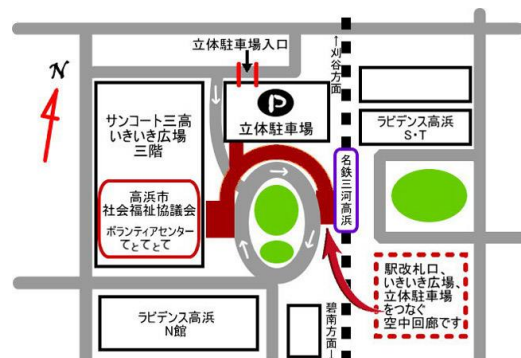 N
立体駐車場入口
↑刈谷方面
サンコート三高
いきいき広場
三階
P
立体駐車場
ラビデンス高浜
S・T
高浜市
社会福祉協議会
ボランティアセンター
てとてとて
名鉄三河高浜
駅改札口、
いきいき広場、
立体駐車場
をつなぐ
空中回廊です
ラビデンス高浜
N館
碧南方面↓